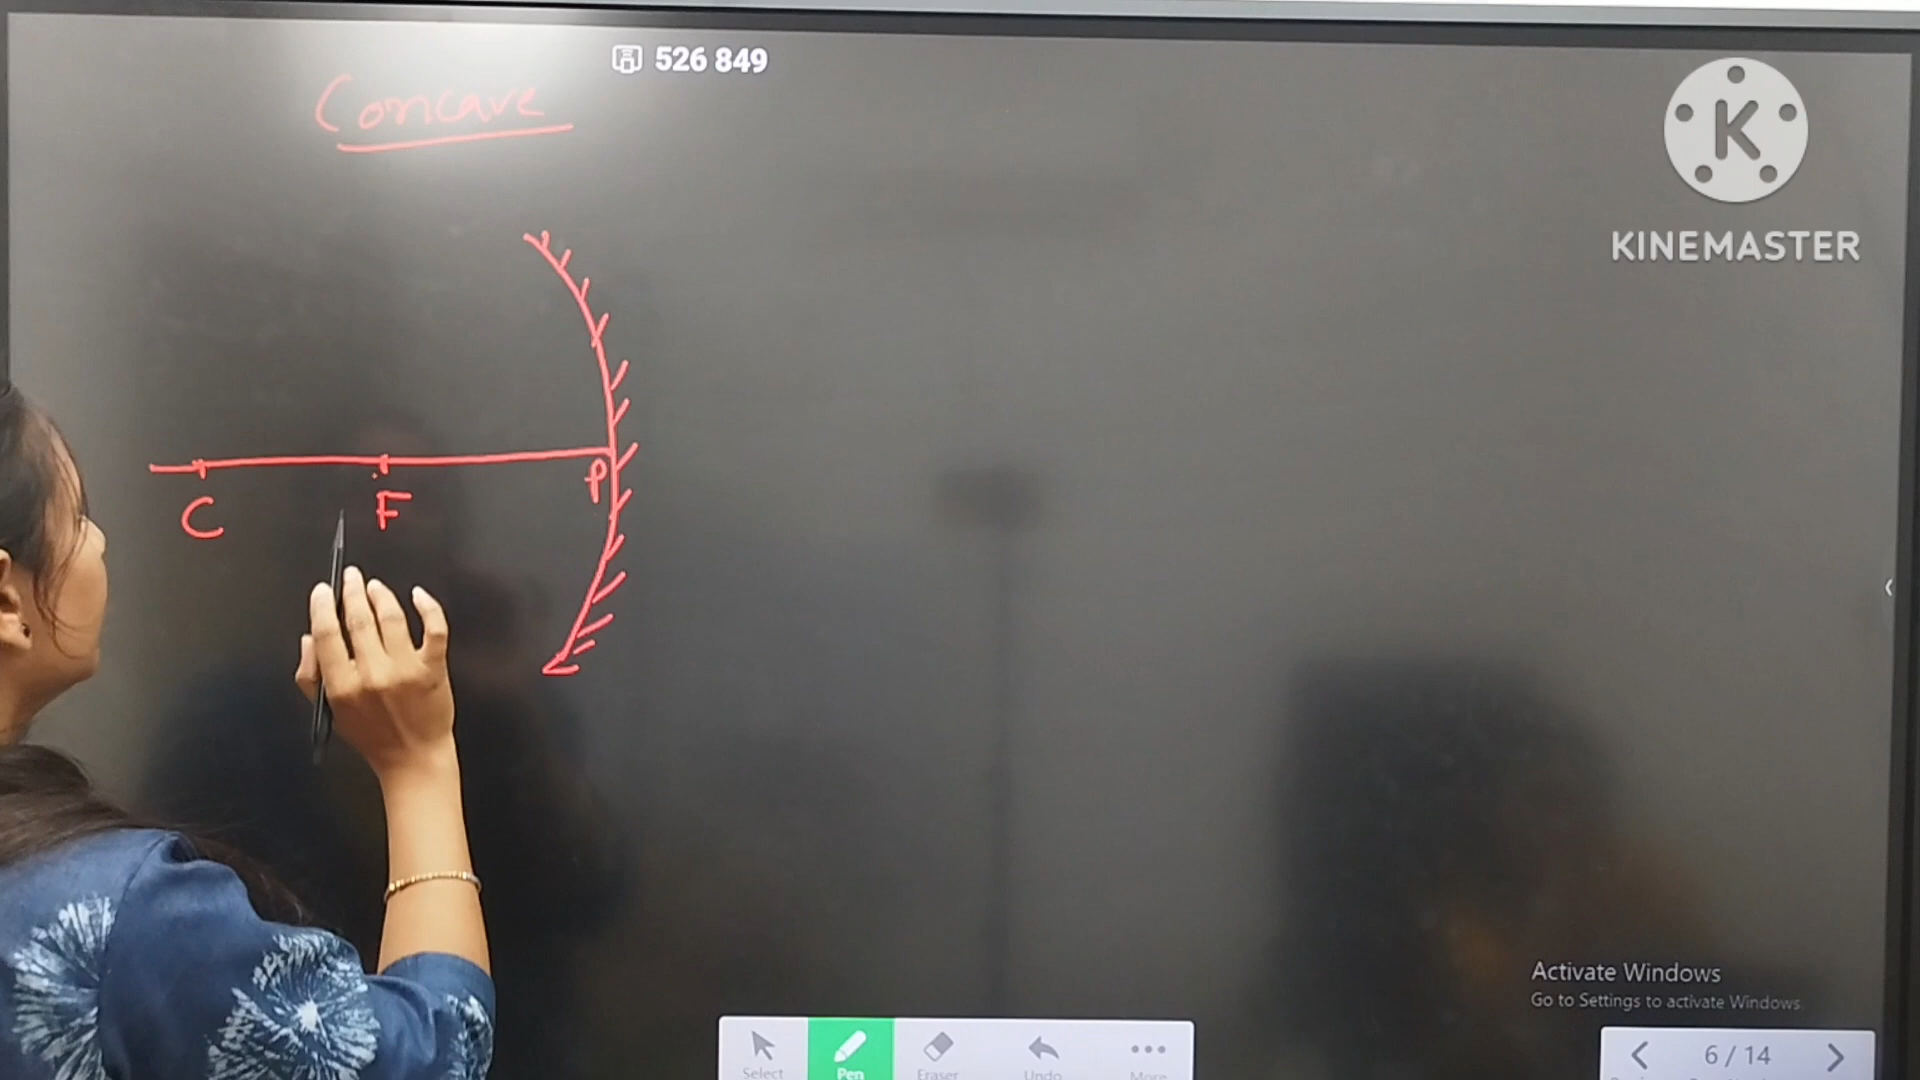 526 849
Concave
K
KINEMASTER
P
C
F
Activate Windows
Go to Settings to activate Windows.
Select
Pen
Eraser
Undo
More
6 / 14